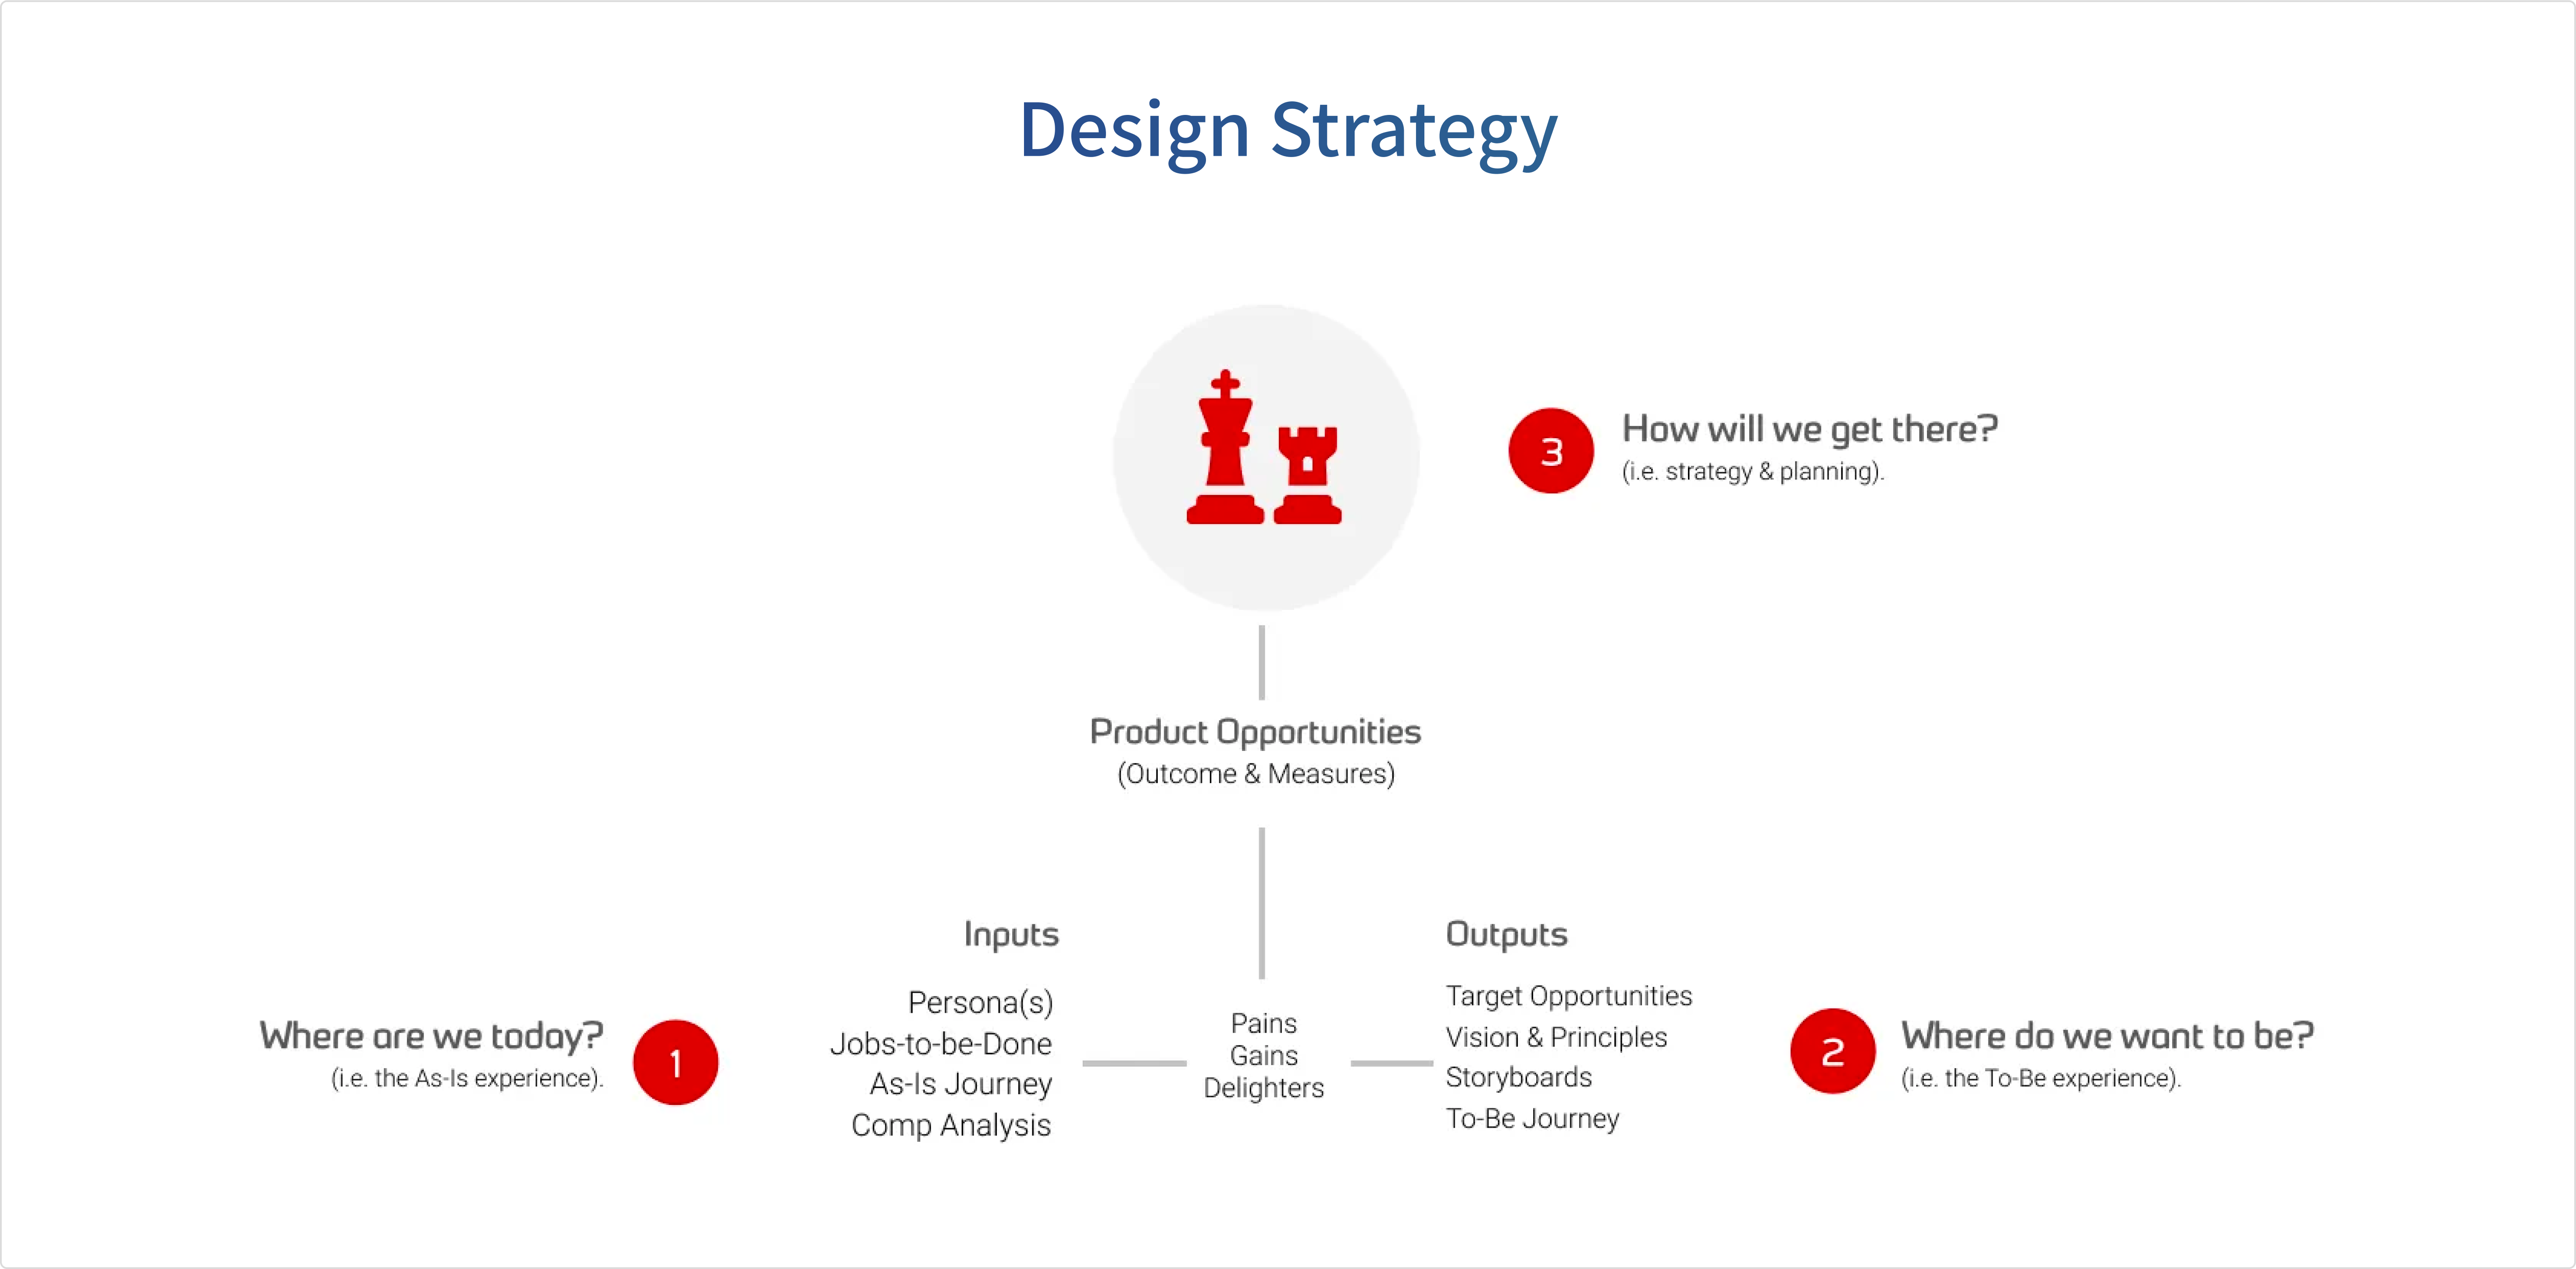 Design Strategy
3
How will we get there?
(i.e. strategy & planning).
Product Opportunities
(Outcome & Measures)
Where are we today?
(i.e. the As-Is experience).
1
Inputs
Persona(s)
Jobs-to-be-Done
As-Is Journey
Comp Analysis
Pains
Gains
Delighters
Outputs
Target Opportunities
Vision & Principles
Storyboards
To-Be Journey
2
Where do we want to be?
(i.e. the To-Be experience).